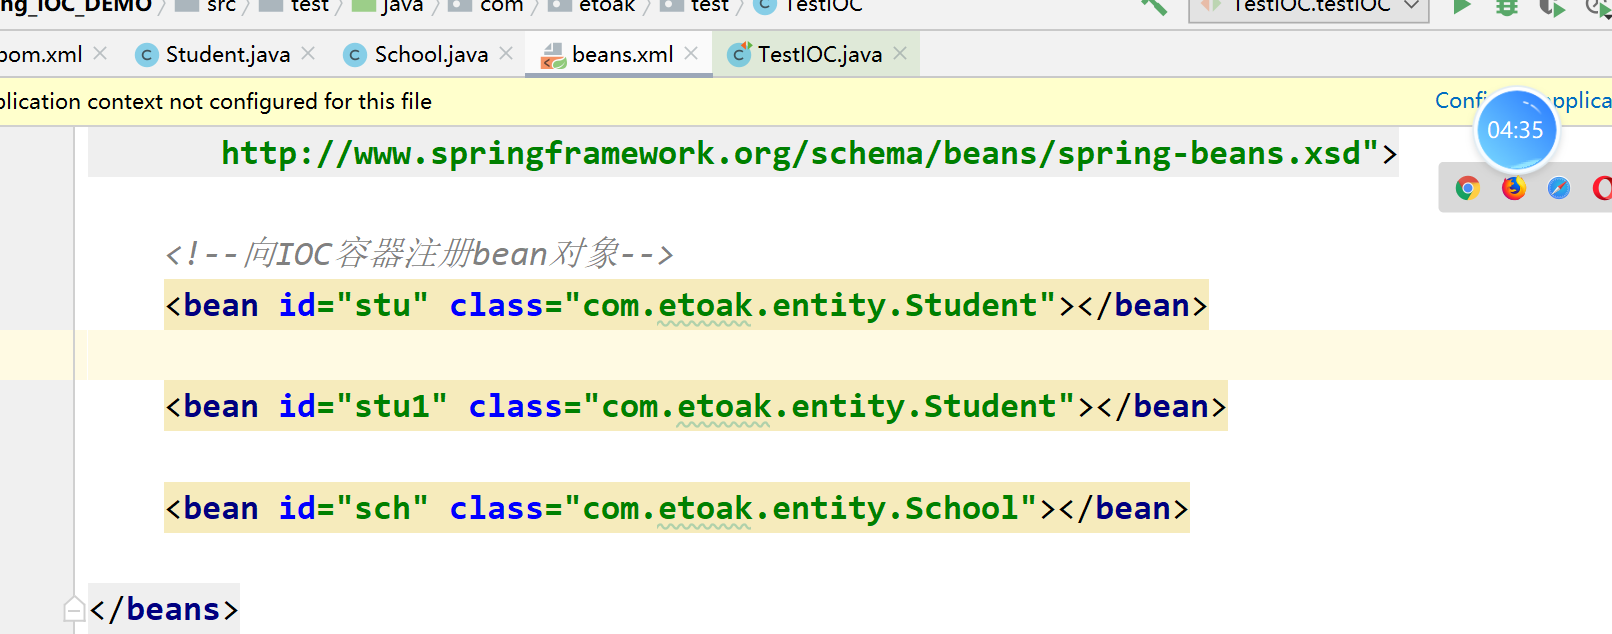 ng_IOC_DEMO src test java com etoak test TestIOC TestIOC.testIOC
pom.xml Student.java School.java beans.xml TestIOC.java
plication context not configured for this file
04:35
http://www.springframework.org/schema/beans/spring-beans.xsd">
<!--向IOC容器注册bean对象-->
<bean id="stu" class="com.etoak.entity.Student"></bean>
<bean id="stu1" class="com.etoak.entity.Student"></bean>
<bean id="sch" class="com.etoak.entity.School"></bean>
</beans>